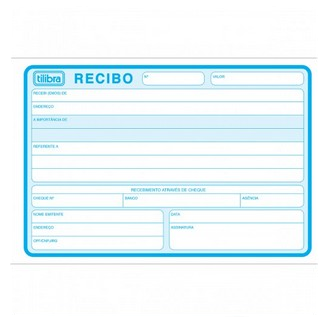 tilibra RECIBO Nº VALOR
RECEBI (EMOS) DE
ENDEREÇO
A IMPORTÂNCIA DE
REFERENTE A
RECEBIMENTO ATRAVÉS DE CHEQUE
CHEQUE Nº BANCO AGÊNCIA
NOME EMITENTE DATA
ENDEREÇO ASSINATURA
CPF/CNPJ/RG